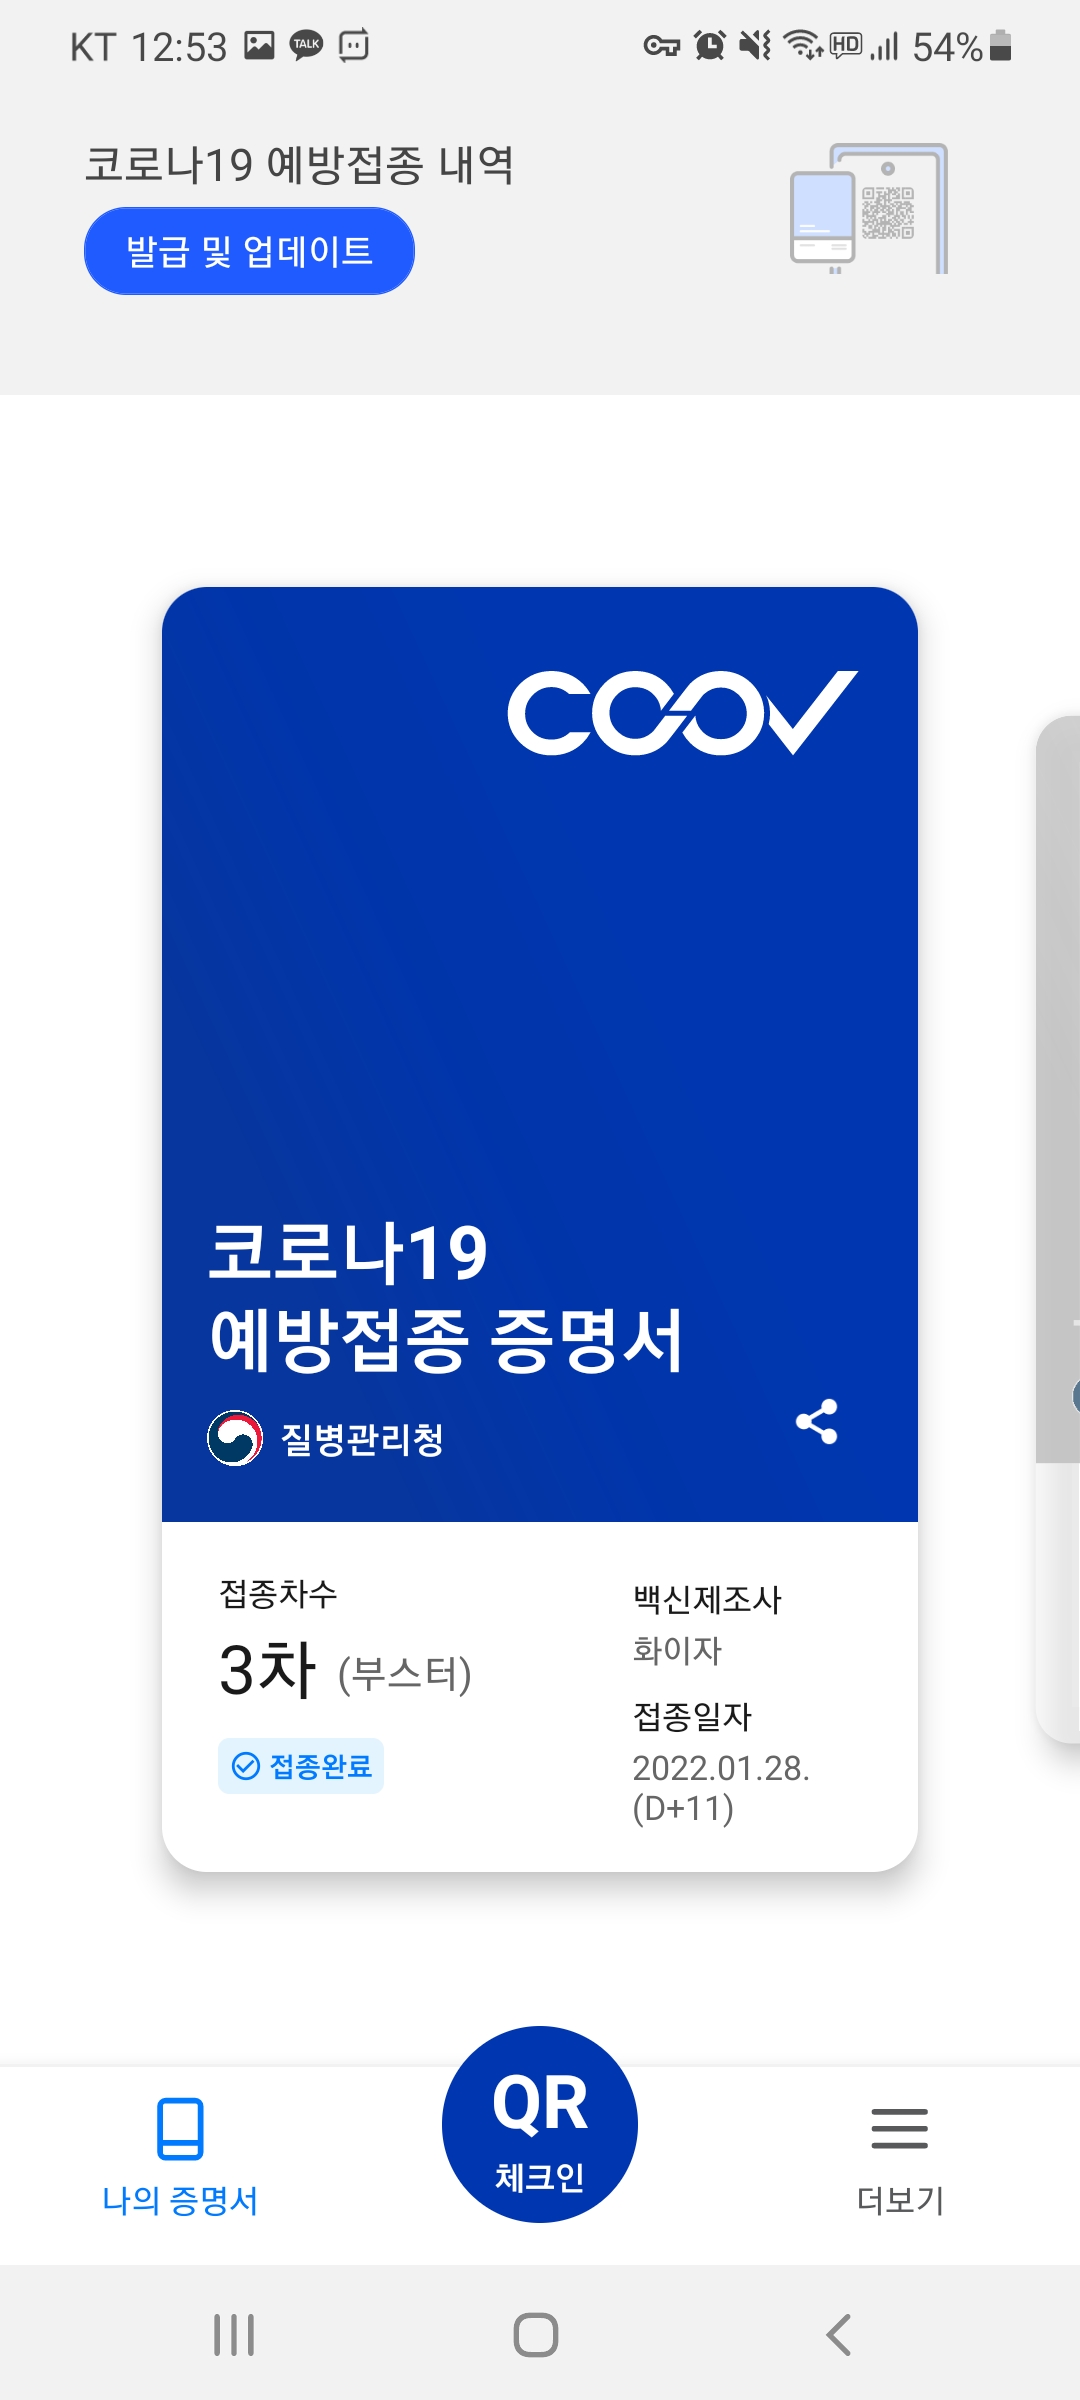 KT 12:53 TALK HD 54%
코로나19 예방접종 내역
발급 및 업데이트
COOV
코로나19
예방접종 증명서
질병관리청
접종차수
3차 (부스터)
접종완료
백신제조사
화이자
접종일자
2022.01.28.
(D+11)
QR
체크인
나의 증명서
더보기